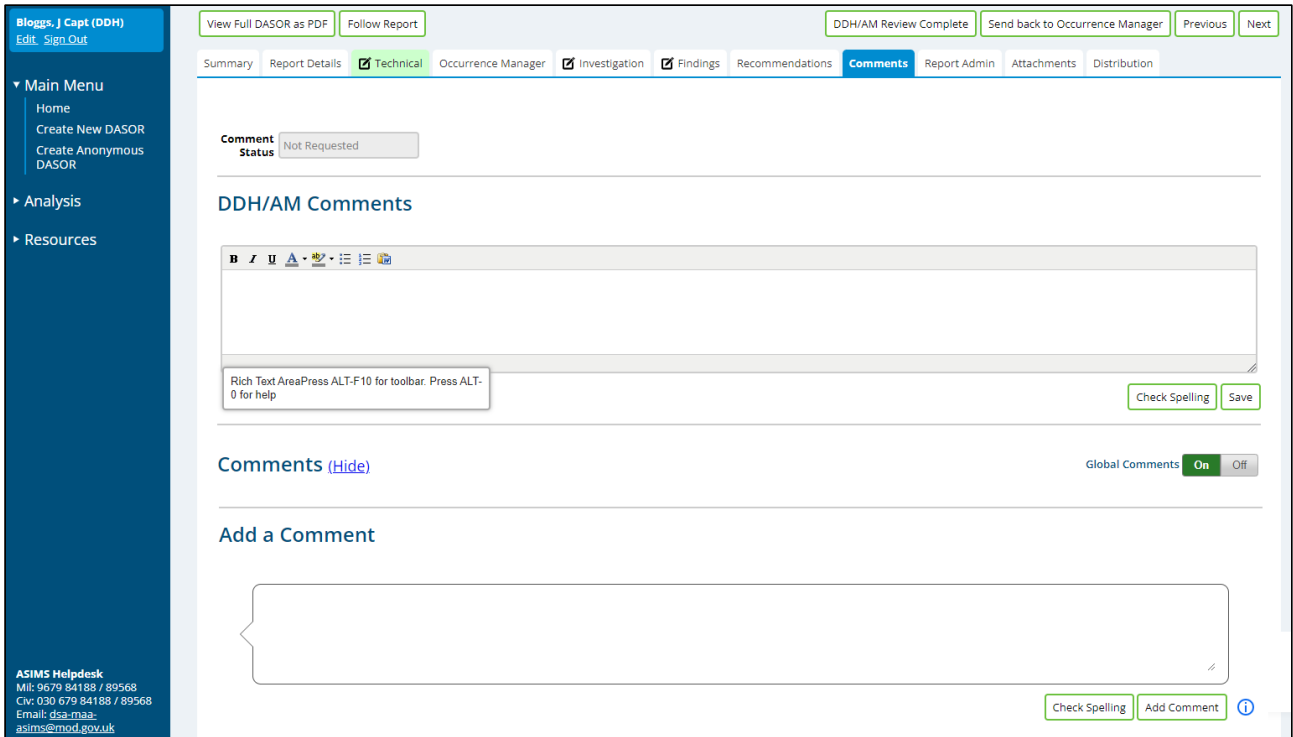 Bloggs, J Capt (DDH)
Edit Sign Out
Main Menu
Home
Create New DASOR
Create Anonymous
DASOR
Analysis
Resources
ASIMS Helpdesk
Mil: 9679 84188 / 89568
Civ: 030 679 84188 / 89568
Email: dsa-maa-
asims@mod.gov.uk
View Full DASOR as PDF Follow Report DDH/AM Review Complete Send back to Occurrence Manager Previous Next
Summary Report Details Technical Occurrence Manager Investigation Findings Recommendations Comments Report Admin Attachments Distribution
Comment
Status Not Requested
DDH/AM Comments
B I U A ab
Rich Text AreaPress ALT-F10 for toolbar. Press ALT-
0 for help
Check Spelling Save
Comments (Hide) Global Comments On Off
Add a Comment
Check Spelling Add Comment